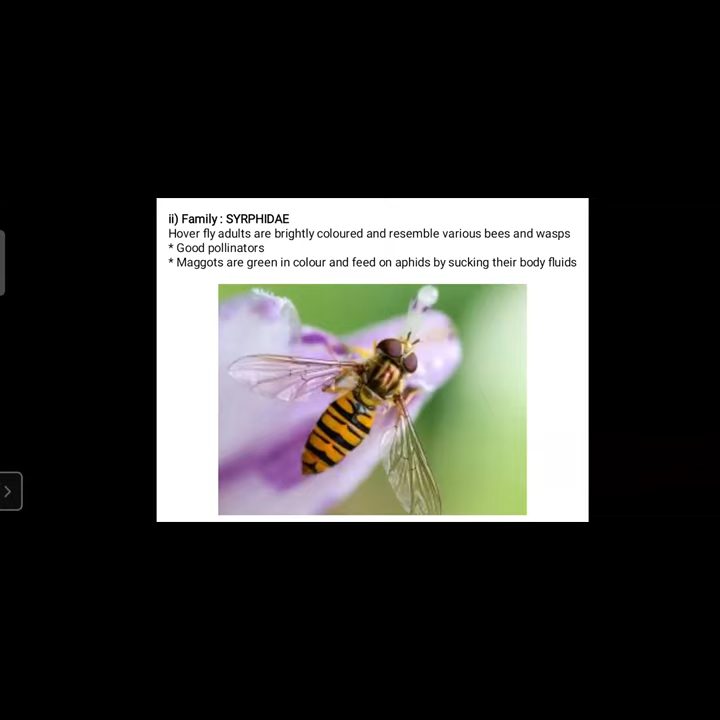 ii) Family : SYRPHIDAE
Hover fly adults are brightly coloured and resemble various bees and wasps
* Good pollinators
* Maggots are green in colour and feed on aphids by sucking their body fluids